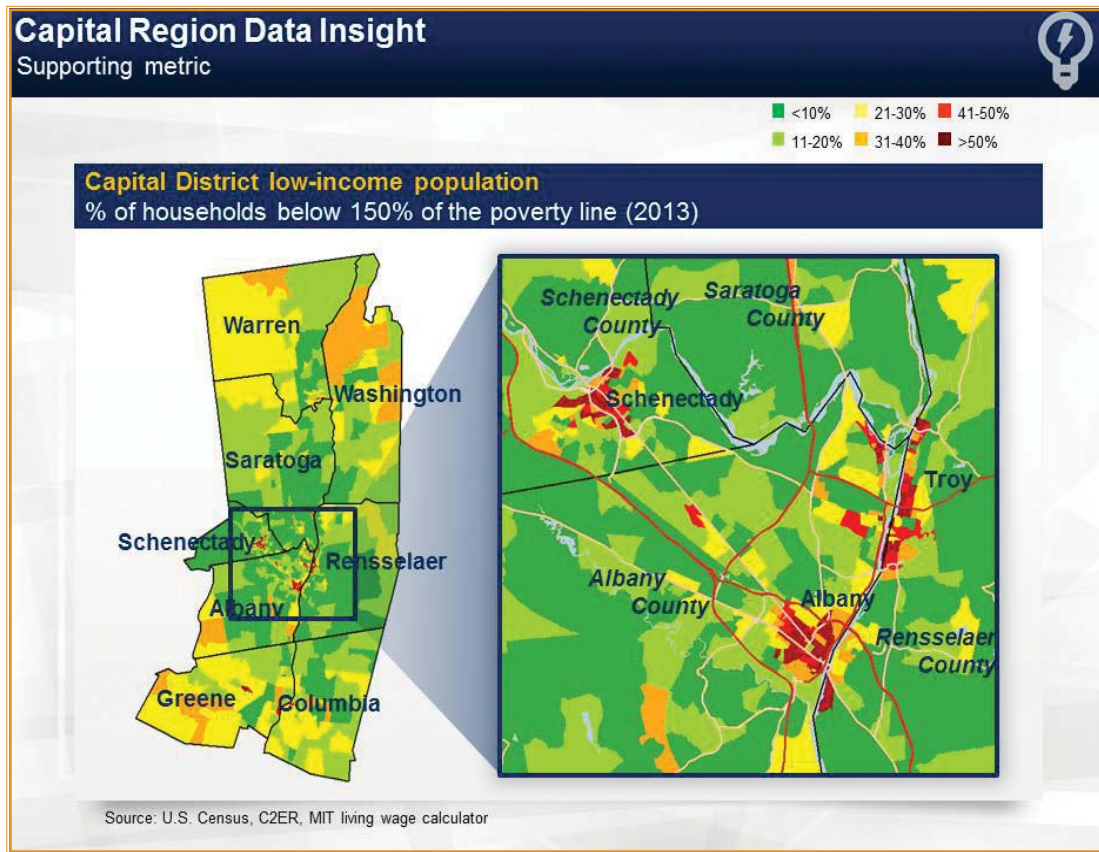 Capital Region Data Insight
Supporting metric
<10% 21-30% 41-50%
11-20% 31-40% >50%
Capital District low-income population
% of households below 150% of the poverty line (2013)
Warren
Washington
Saratoga
Schenectady
Rensselaer
Albany
Greene
Columbia
Schenectady
County
Saratoga
County
Schenectady
Troy
Albany
County
Albany
Rensselaer
County
Source: U.S. Census, C2ER, MIT living wage calculator